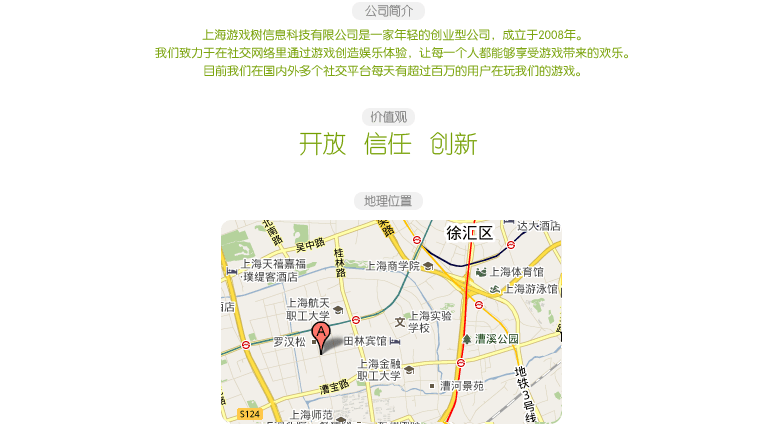 公司简介
上海游戏树信息科技有限公司是一家年轻的创业型公司，成立于2008年。
我们致力于在社交网络里通过游戏创造娱乐体验，让每一个人都能够享受游戏带来的欢乐。
目前我们在国内外多个社交平台每天有超过百万的用户在玩我们的游戏。
价值观
开放 信任 创新
地理位置
北南路
吴中路
桂林路
徐汇区
上海天禧嘉福
璞缇客酒店
上海商学院
上海体育馆
上海游泳馆
酒店
上海航天
职工大学
上海实验
学校
A
罗汉松
田林宾馆
漕溪公园
上海金融
职工大学
漕宝路
漕河景苑
地铁3号线
S124
上海师范